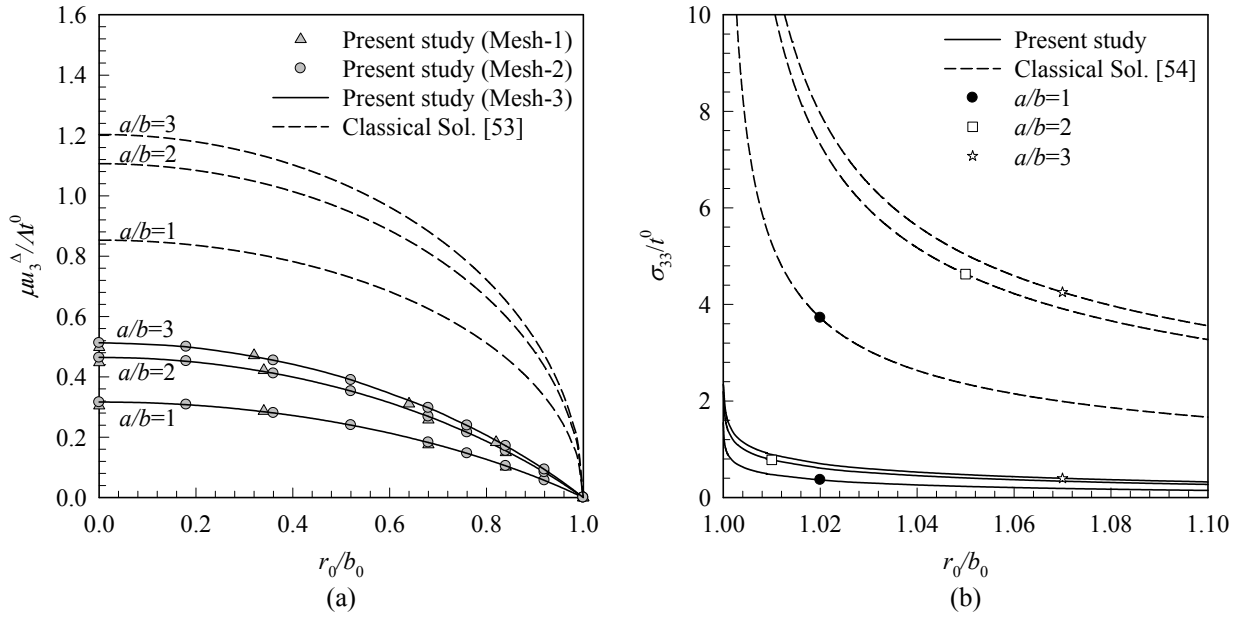 1.6
1.4
1.2
1.0
0.8
0.6
0.4
0.2
0.0
μu₃^Δ/Λt⁰
Present study (Mesh-1)
Present study (Mesh-2)
Present study (Mesh-3)
Classical Sol. [53]
a/b=3
a/b=2
a/b=1
a/b=3
a/b=2
a/b=1
0.0 0.2 0.4 0.6 0.8 1.0
r₀/b₀
(a)
10
8
6
4
2
0
σ₃₃/t⁰
Present study
Classical Sol. [54]
a/b=1
a/b=2
a/b=3
1.00 1.02 1.04 1.06 1.08 1.10
r₀/b₀
(b)